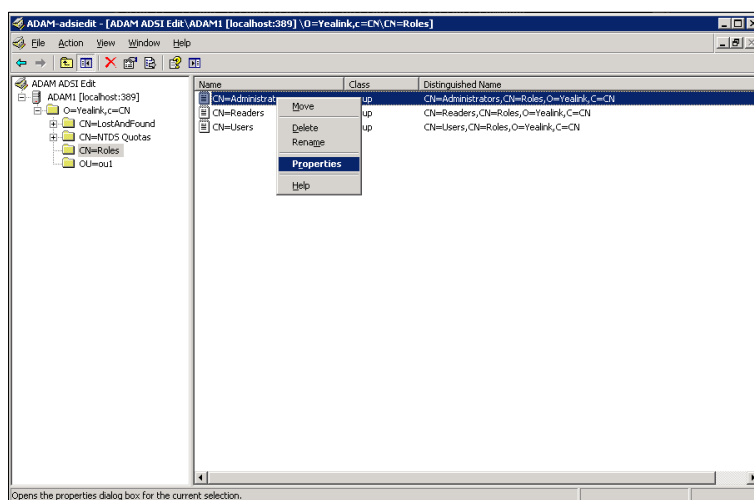 ADAM-adsiedit - [ADAM ADSI Edit\ADAM1 [localhost:389] \O=Yealink,c=CN\CN=Roles]
File Action View Window Help
ADAM ADSI Edit
ADAM1 [localhost:389]
O=Yealink,c=CN
CN=LostAndFound
CN=NTDS Quotas
CN=Roles
OU=ou1
Name Class Distinguished Name
CN=Administrat up CN=Administrators,CN=Roles,O=Yealink,C=CN
CN=Readers up CN=Readers,CN=Roles,O=Yealink,C=CN
CN=Users up CN=Users,CN=Roles,O=Yealink,C=CN
Move
Delete
Rename
Properties
Help
Opens the properties dialog box for the current selection.